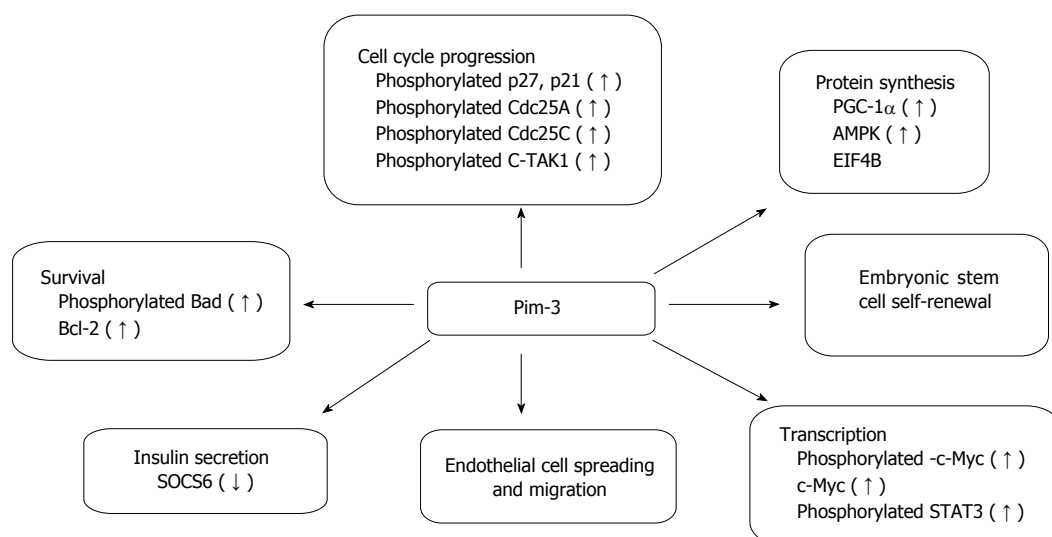 Cell cycle progression
Phosphorylated p27, p21 ( ↑ )
Phosphorylated Cdc25A ( ↑ )
Phosphorylated Cdc25C ( ↑ )
Phosphorylated C-TAK1 ( ↑ )
Protein synthesis
PGC-1α ( ↑ )
AMPK ( ↑ )
EIF4B
Survival
Phosphorylated Bad ( ↑ )
Bcl-2 ( ↑ )
Pim-3
Embryonic stem
cell self-renewal
Insulin secretion
SOCS6 ( ↓ )
Endothelial cell spreading
and migration
Transcription
Phosphorylated -c-Myc ( ↑ )
c-Myc ( ↑ )
Phosphorylated STAT3 ( ↑ )